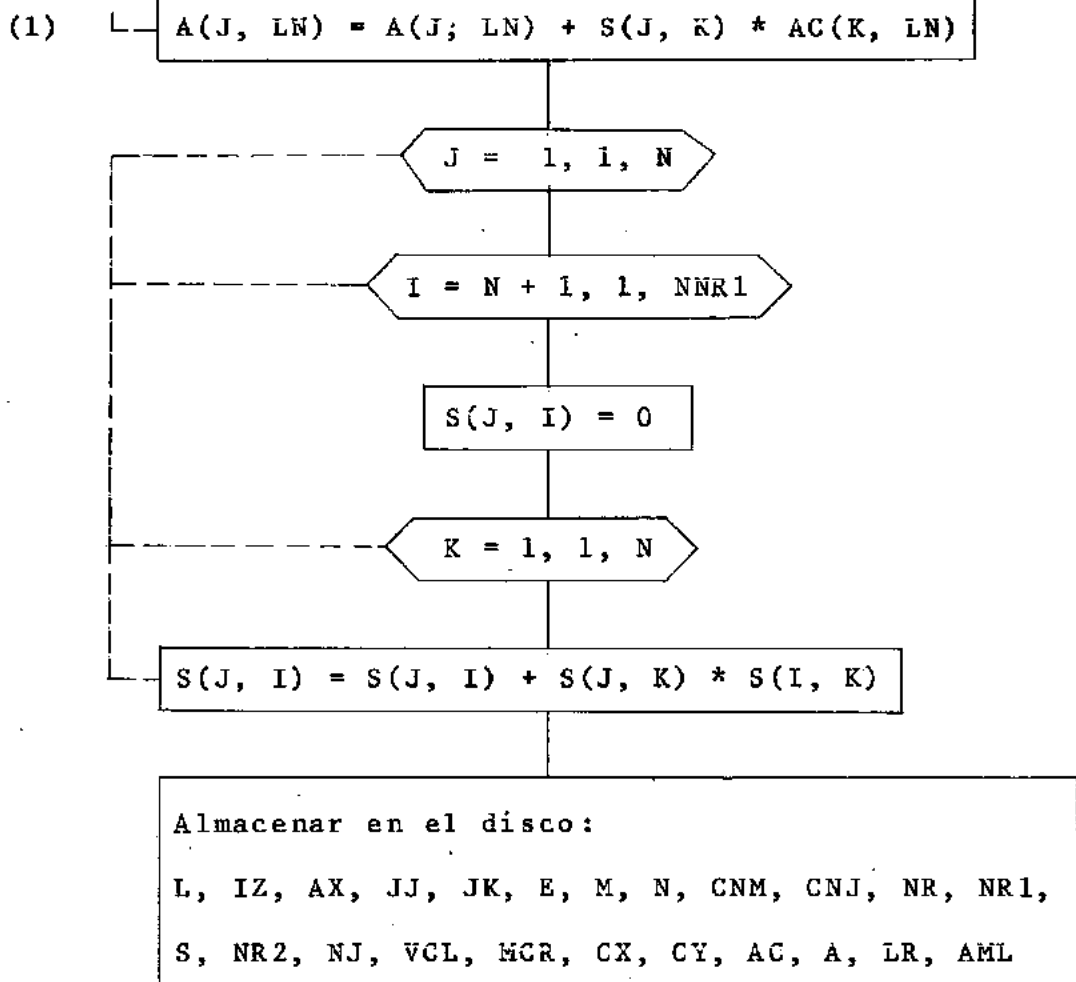 (1) A(J, LN) = A(J; LN) + S(J, K) * AC(K, LN)
J = 1, 1, N
I = N + 1, 1, NNR1
S(J, I) = 0
K = 1, 1, N
S(J, I) = S(J, I) + S(J, K) * S(I, K)
Almacenar en el disco:
L, IZ, AX, JJ, JK, E, M, N, CNM, CNJ, NR, NR1,
S, NR2, NJ, VCL, MCR, CX, CY, AC, A, LR, AML